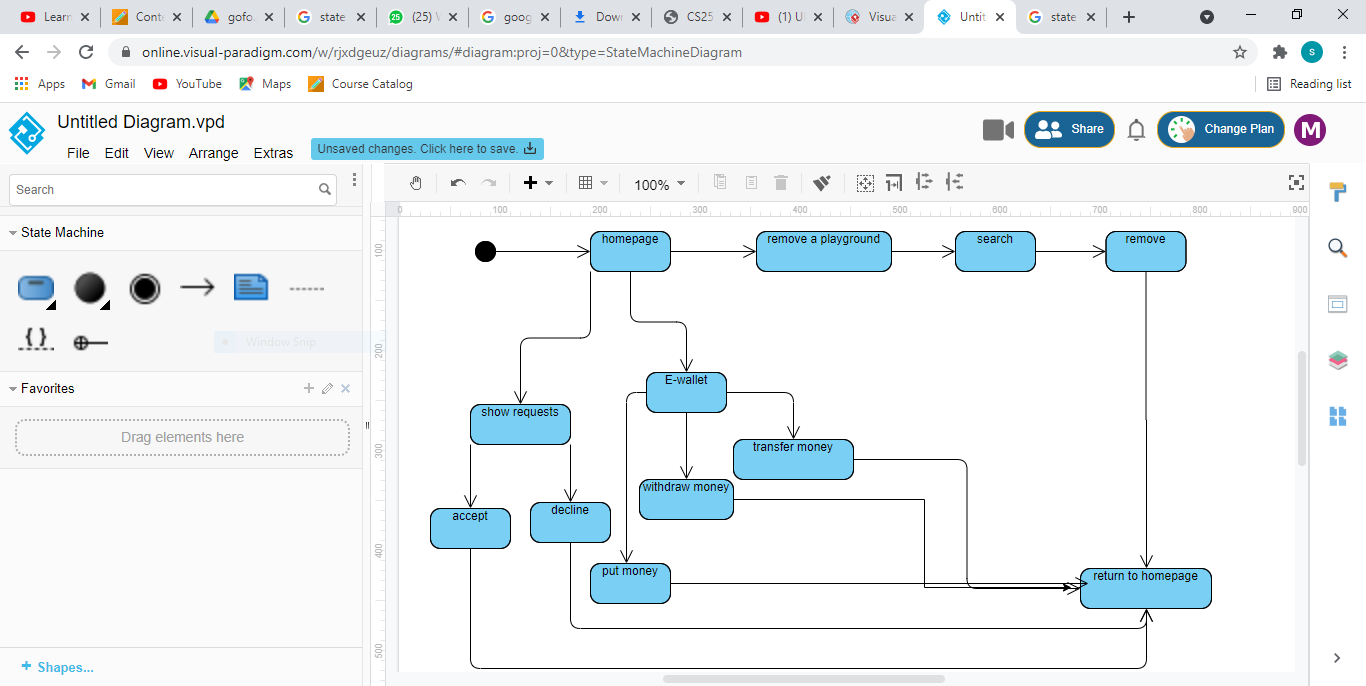 Learn
Conte
gofo
state
25
(25) V
goog
Down
CS25
(1) U
Visua
Untit
state
online.visual-paradigm.com/w/rjxdgeuz/diagrams/#diagram:proj=0&type=StateMachineDiagram
s
Apps
Gmail
YouTube
Maps
Course Catalog
Reading list
Untitled Diagram.vpd
File
Edit
View
Arrange
Extras
Unsaved changes. Click here to save.
Share
Change Plan
M
Search
100%
State Machine
Window Snip
Favorites
Drag elements here
+ Shapes...
0
100
200
300
400
500
600
700
800
900
100
200
300
400
500
homepage
remove a playground
search
remove
E-wallet
show requests
transfer money
withdraw money
accept
decline
put money
return to homepage